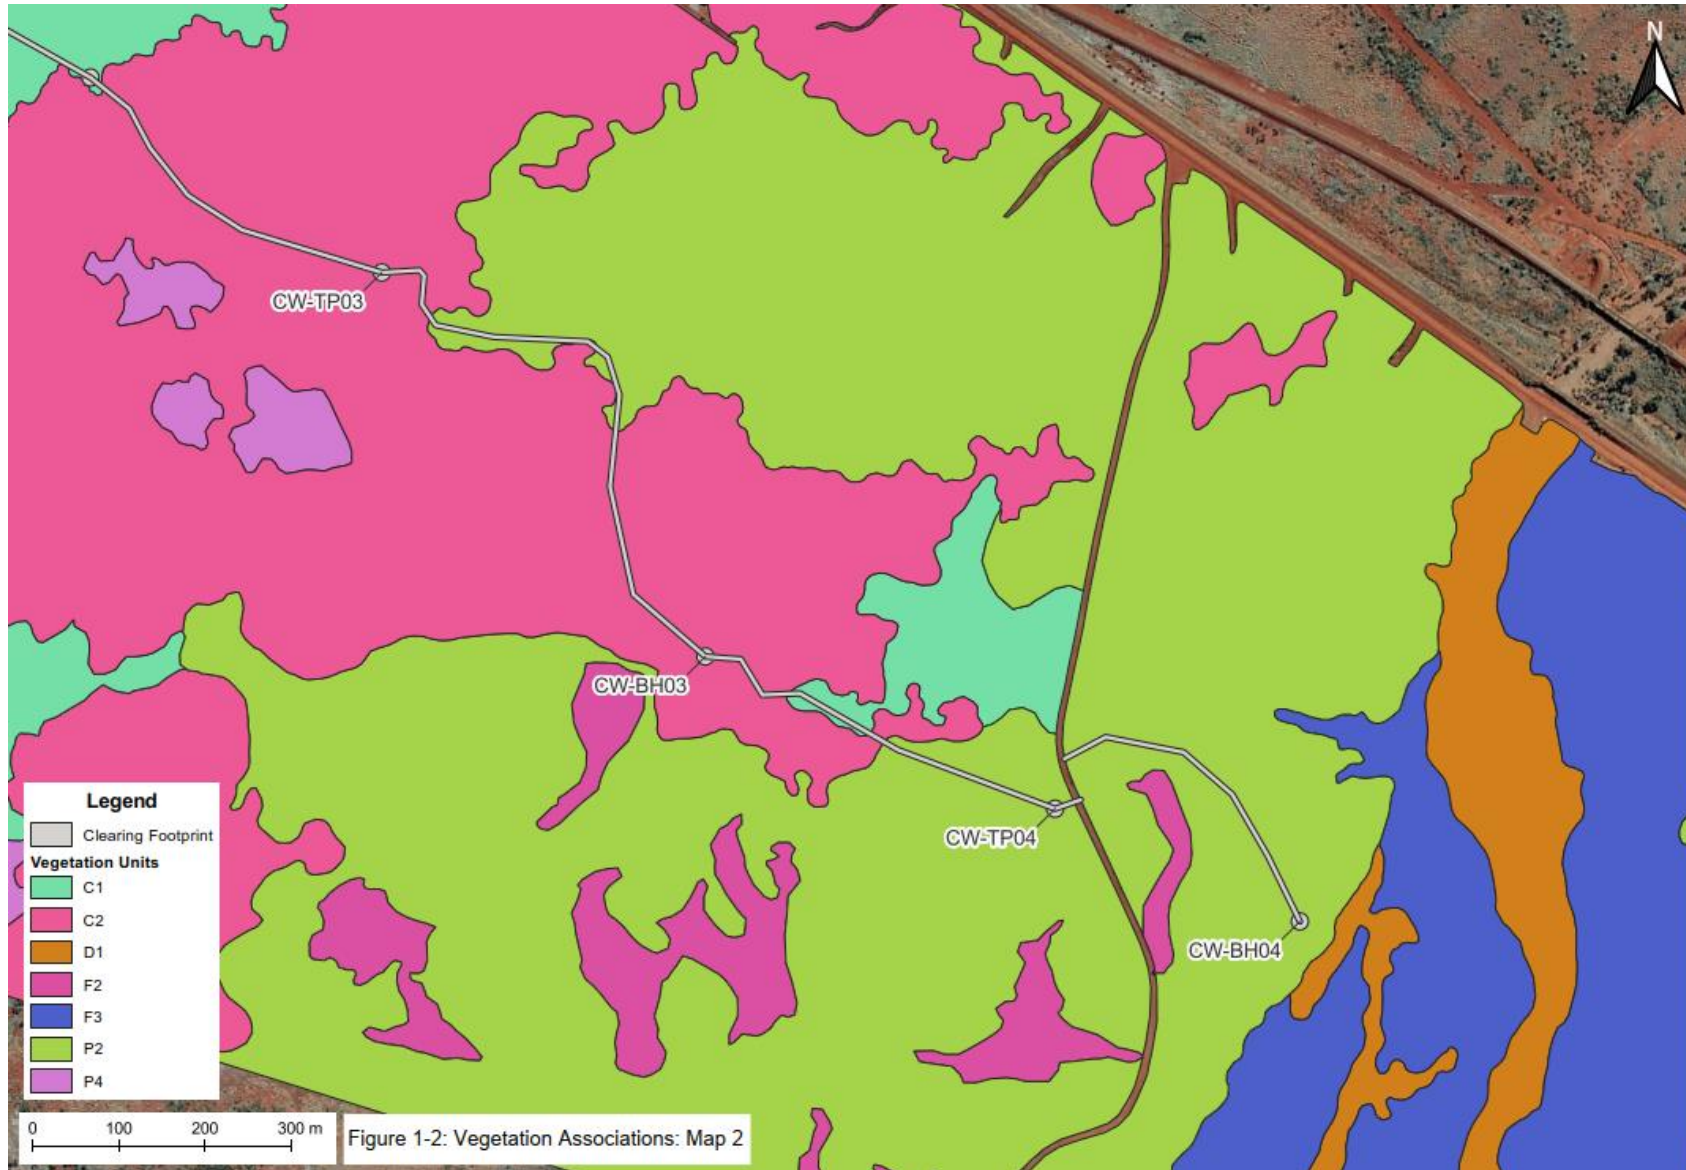 N
CW-TP03
CW-BH03
CW-TP04
CW-BH04
Legend
Clearing Footprint
Vegetation Units
C1
C2
D1
F2
F3
P2
P4
0 100 200 300 m
Figure 1-2: Vegetation Associations: Map 2